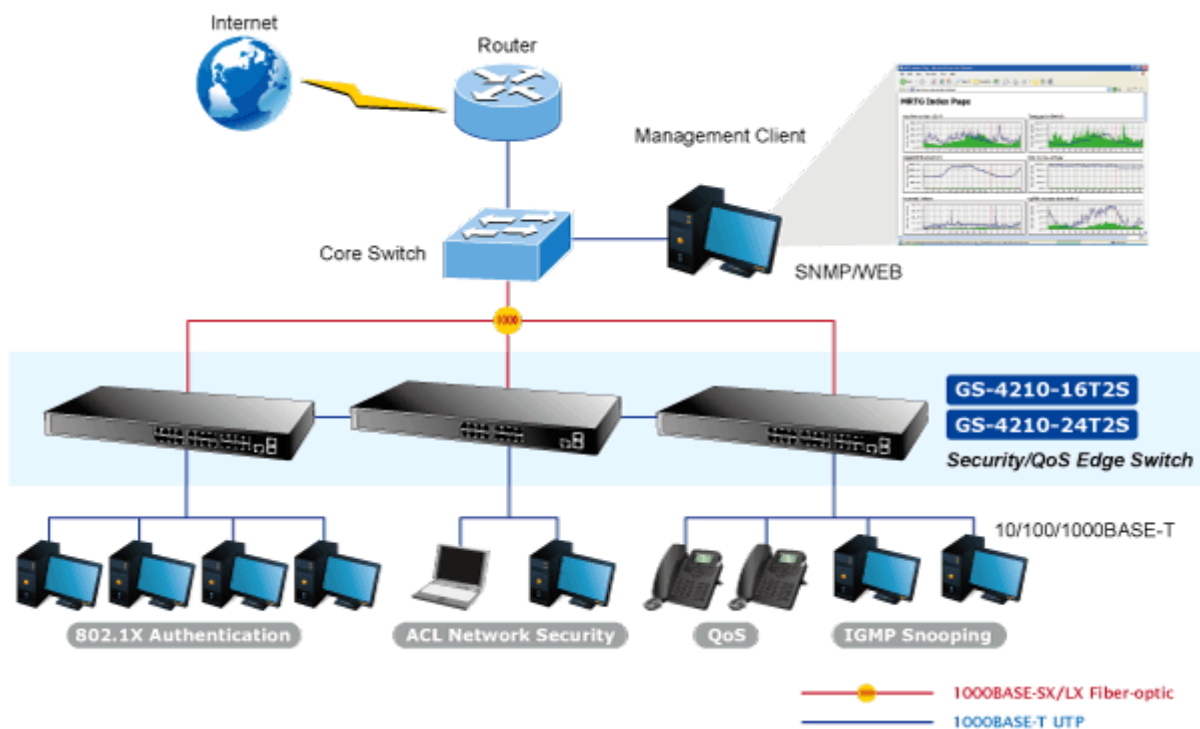 Internet
Router
Management Client
MRTG Index Page
Core Switch
SNMP/WEB
1000
GS-4210-16T2S
GS-4210-24T2S
Security/QoS Edge Switch
10/100/1000BASE-T
802.1X Authentication
ACL Network Security
QoS
IGMP Snooping
1000BASE-SX/LX Fiber-optic
1000BASE-T UTP